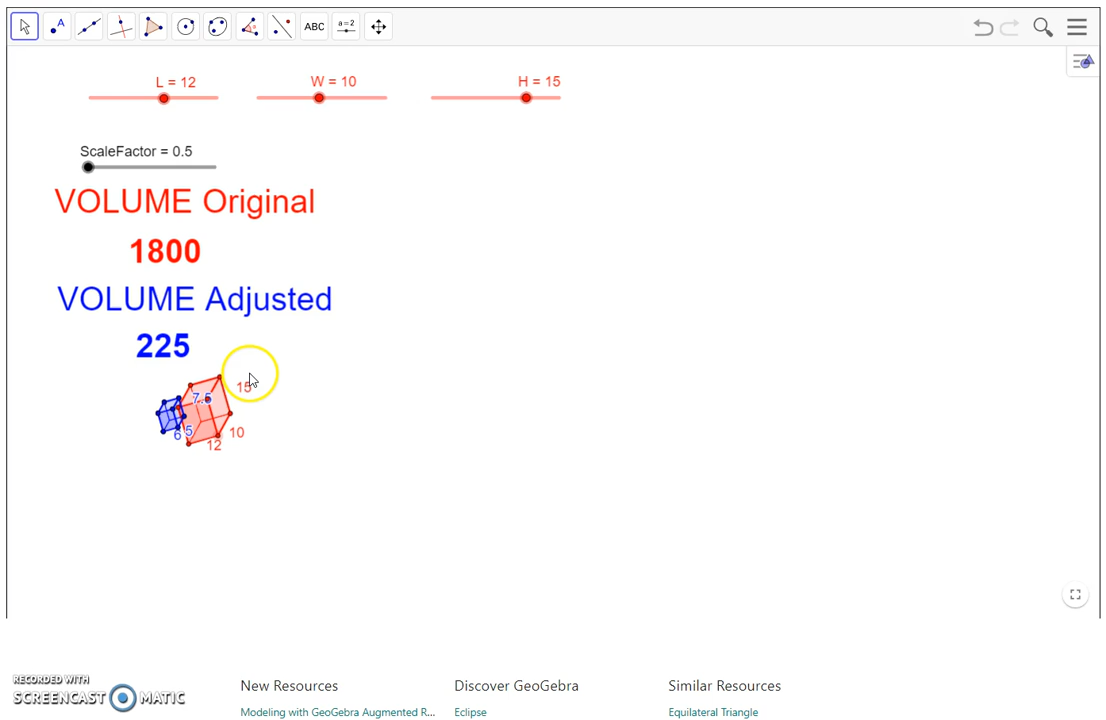 ABC
a=2
L = 12
W = 10
H = 15
ScaleFactor = 0.5
VOLUME Original
1800
VOLUME Adjusted
225
15
7.5
6
5
10
12
RECORDED WITH
SCREENCAST MATIC
New Resources
Discover GeoGebra
Similar Resources
Modeling with GeoGebra Augmented R...
Eclipse
Equilateral Triangle